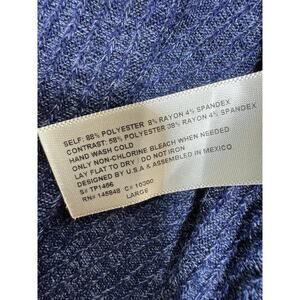 SELF: 88% POLYESTER 8% RAYON 4% SPANDEX
CONTRAST: 58% POLYESTER 38% RAYON 4% SPANDEX
HAND WASH COLD
ONLY NON-CHLORINE BLEACH WHEN NEEDED
LAY FLAT TO DRY / DO NOT IRON
DESIGNED BY U.S.A & ASSEMBLED IN MEXICO
S# TP1456
RN# 145848 C# 10300
LARGE